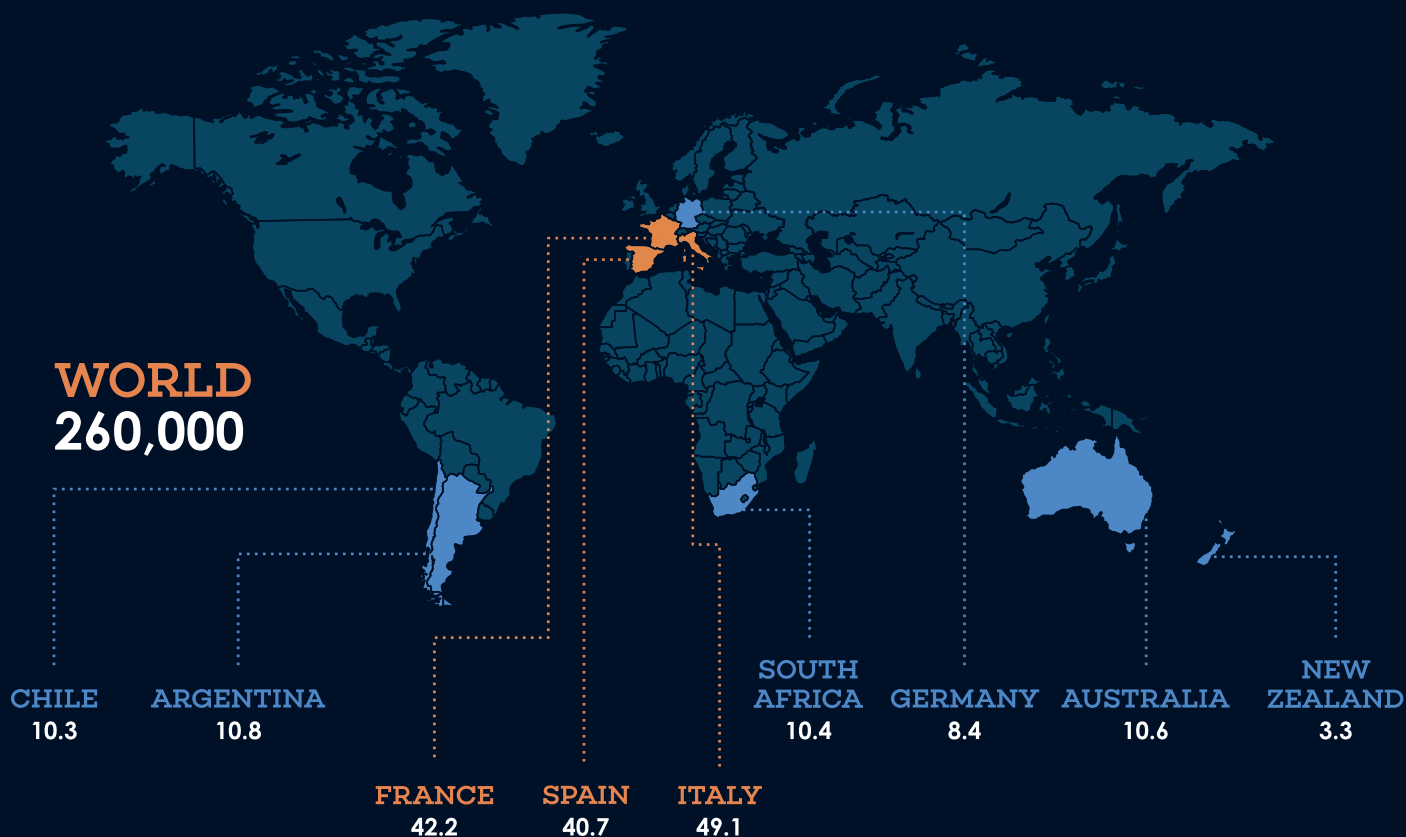 WORLD
260,000
CHILE
10.3
ARGENTINA
10.8
SOUTH
AFRICA
10.4
GERMANY
8.4
AUSTRALIA
10.6
NEW
ZEALAND
3.3
FRANCE
42.2
SPAIN
40.7
ITALY
49.1